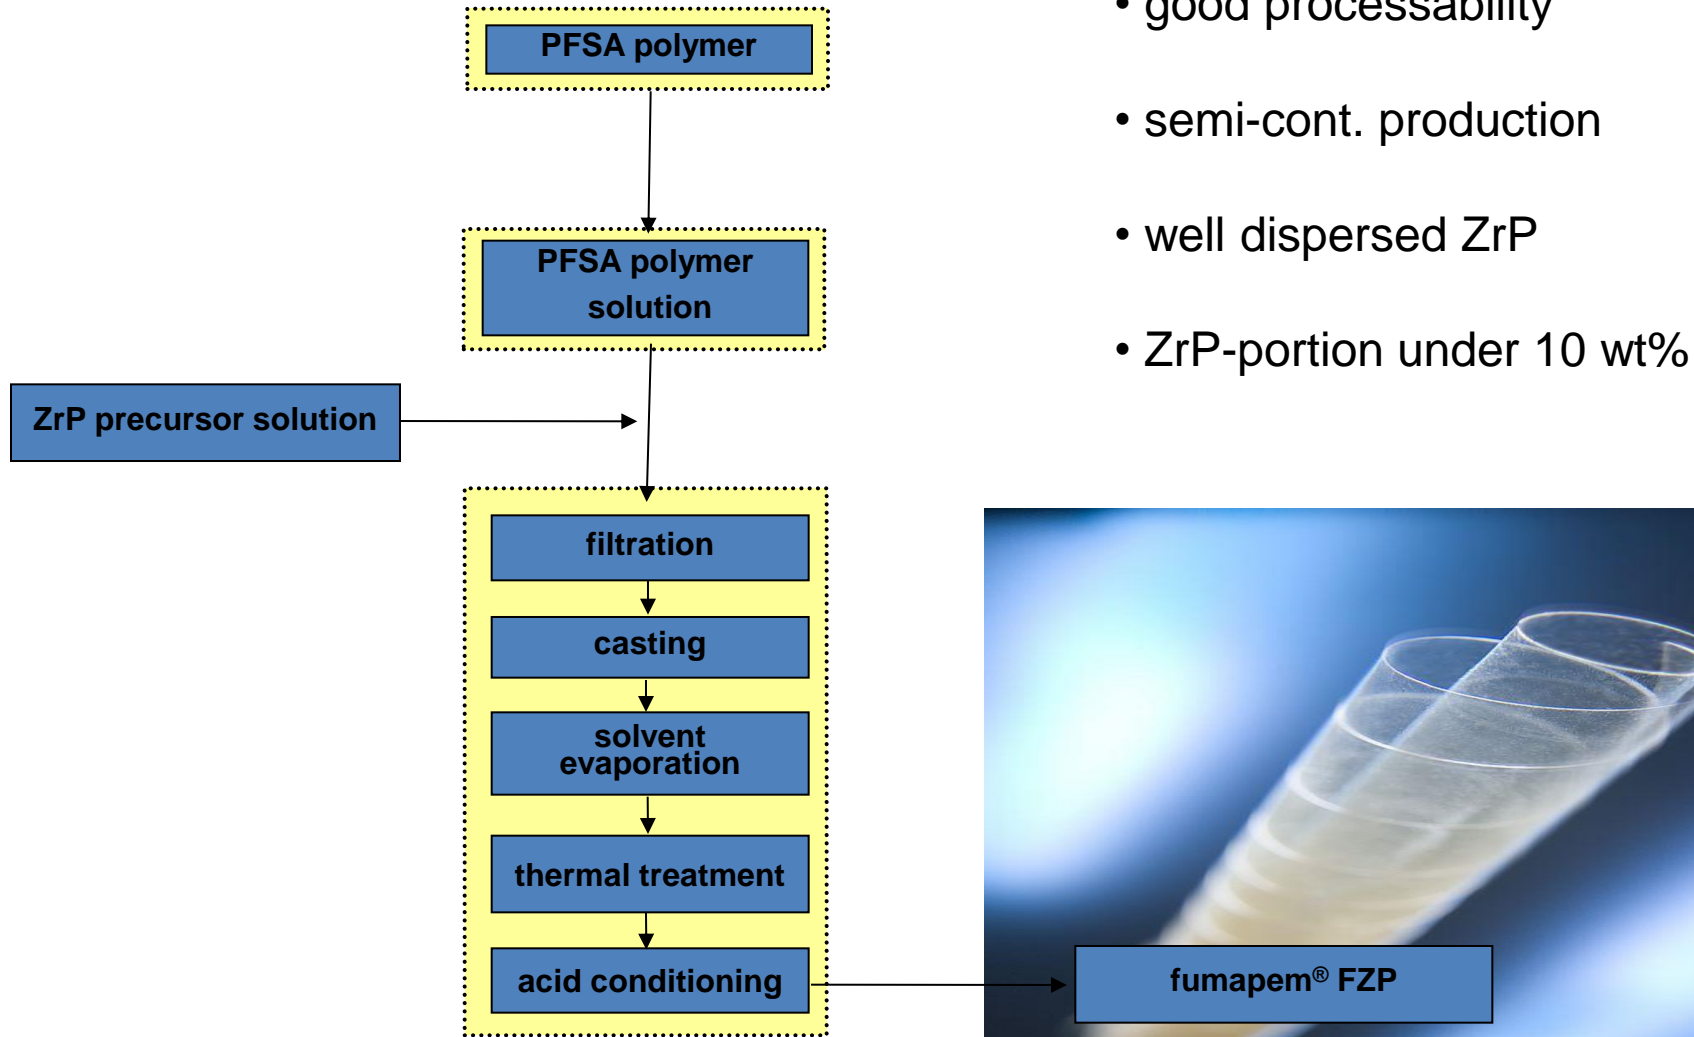 PFSA polymer
• good processability
• semi-cont. production
PFSA polymer
solution
• well dispersed ZrP
• ZrP-portion under 10 wt%
ZrP precursor solution
filtration
casting
solvent
evaporation
thermal treatment
acid conditioning
fumapem® FZP